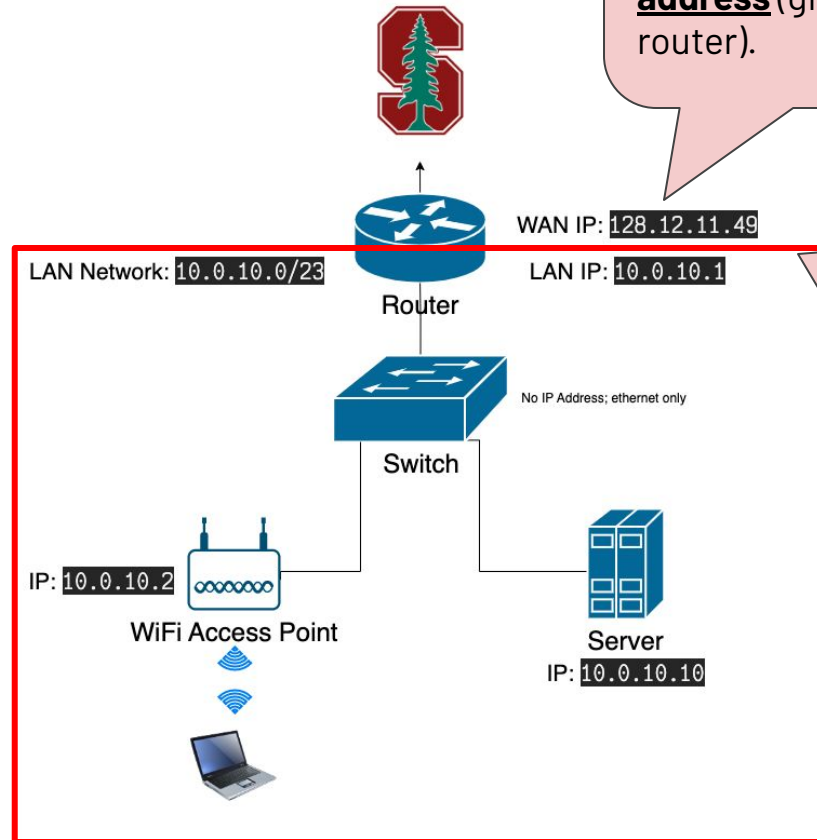 address (gl
router).
S
WAN IP: 128.12.11.49
LAN Network: 10.0.10.0/23
LAN IP: 10.0.10.1
Router
No IP Address; ethernet only
Switch
IP: 10.0.10.2
WiFi Access Point
Server
IP: 10.0.10.10